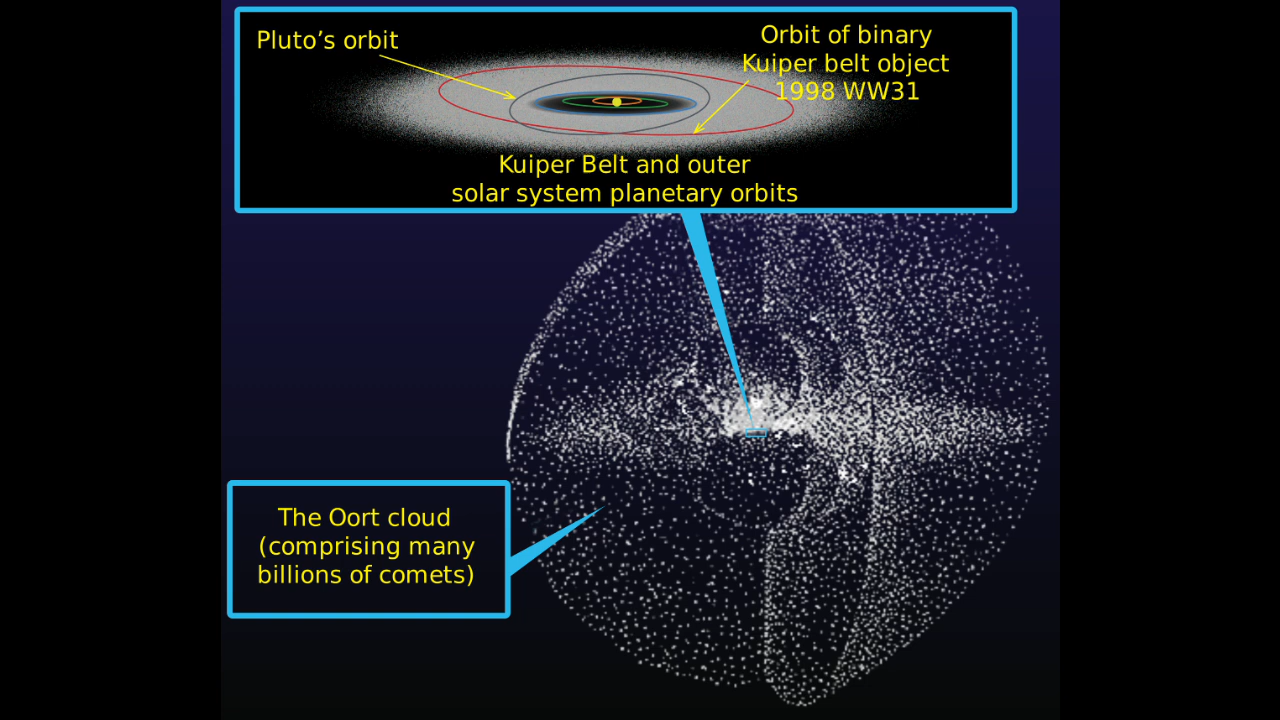 Pluto’s orbit
Orbit of binary
Kuiper belt object
1998 WW31
Kuiper Belt and outer
solar system planetary orbits
The Oort cloud
(comprising many
billions of comets)